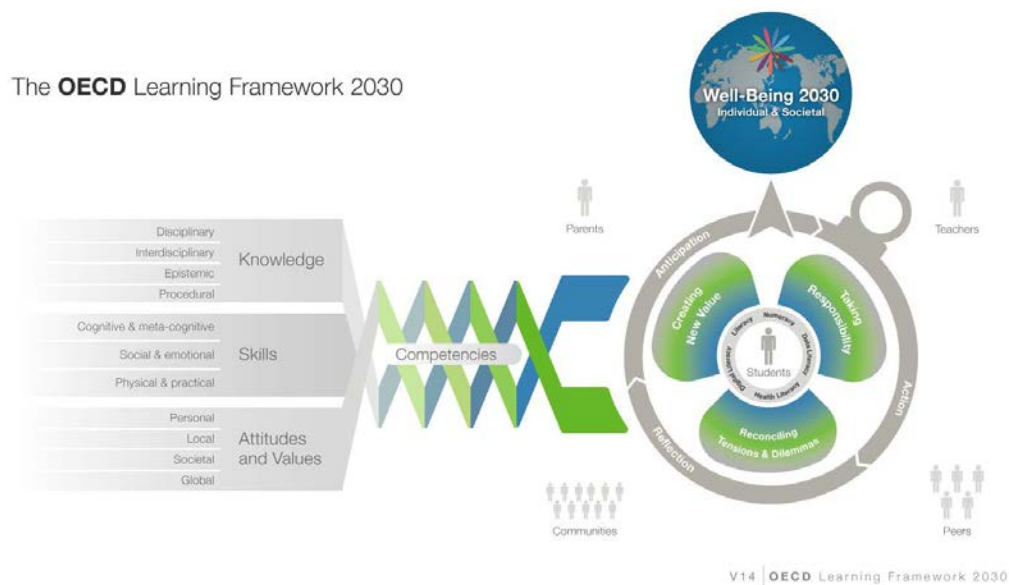 The OECD Learning Framework 2030
Well-Being 2030
Individual & Societal
Disciplinary
Interdisciplinary
Epistemic
Procedural
Knowledge
Cognitive & meta-cognitive
Social & emotional
Physical & practical
Skills
Personal
Local
Societal
Global
Attitudes
and Values
Competencies
Parents
Teachers
Anticipation
Action
Reflection
Creating
New Value
Taking
Responsibility
Reconciling
Tensions & Dilemmas
Literacy
Numeracy
Data Literacy
Health Literacy
Digital Literacy
Students
Communities
Peers
V14 | OECD Learning Framework 2030